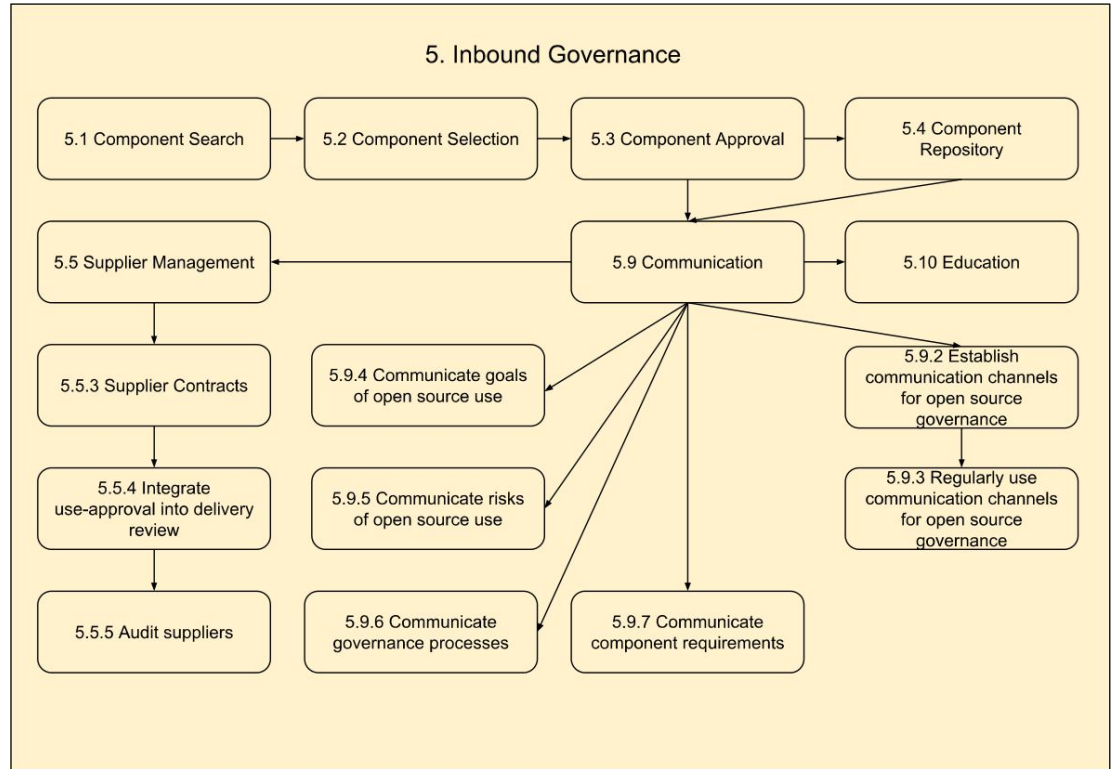 5. Inbound Governance
5.1 Component Search
5.2 Component Selection
5.3 Component Approval
5.4 Component
Repository
5.5 Supplier Management
5.9 Communication
5.10 Education
5.5.3 Supplier Contracts
5.9.4 Communicate goals
of open source use
5.9.2 Establish
communication channels
for open source
governance
5.5.4 Integrate
use-approval into delivery
review
5.9.5 Communicate risks
of open source use
5.9.3 Regularly use
communication channels
for open source
governance
5.5.5 Audit suppliers
5.9.6 Communicate
governance processes
5.9.7 Communicate
component requirements